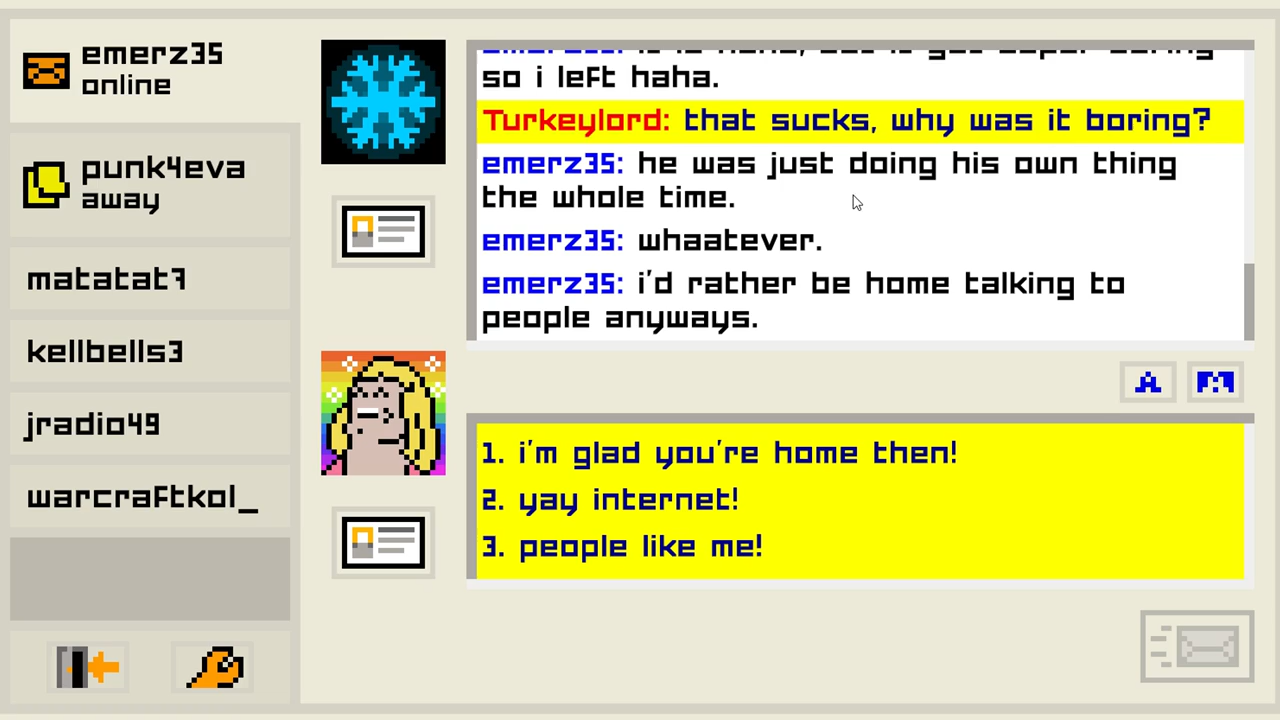 emerz35
online
punk4eva
away
matatat7
kellbells3
jradio49
warcraftkol_
so i left haha.
Turkeylord: that sucks, why was it boring?
emerz35: he was just doing his own thing
the whole time.
emerz35: whaatever.
emerz35: i'd rather be home talking to
people anyways.
A
1. i'm glad you're home then!
2. yay internet!
3. people like me!